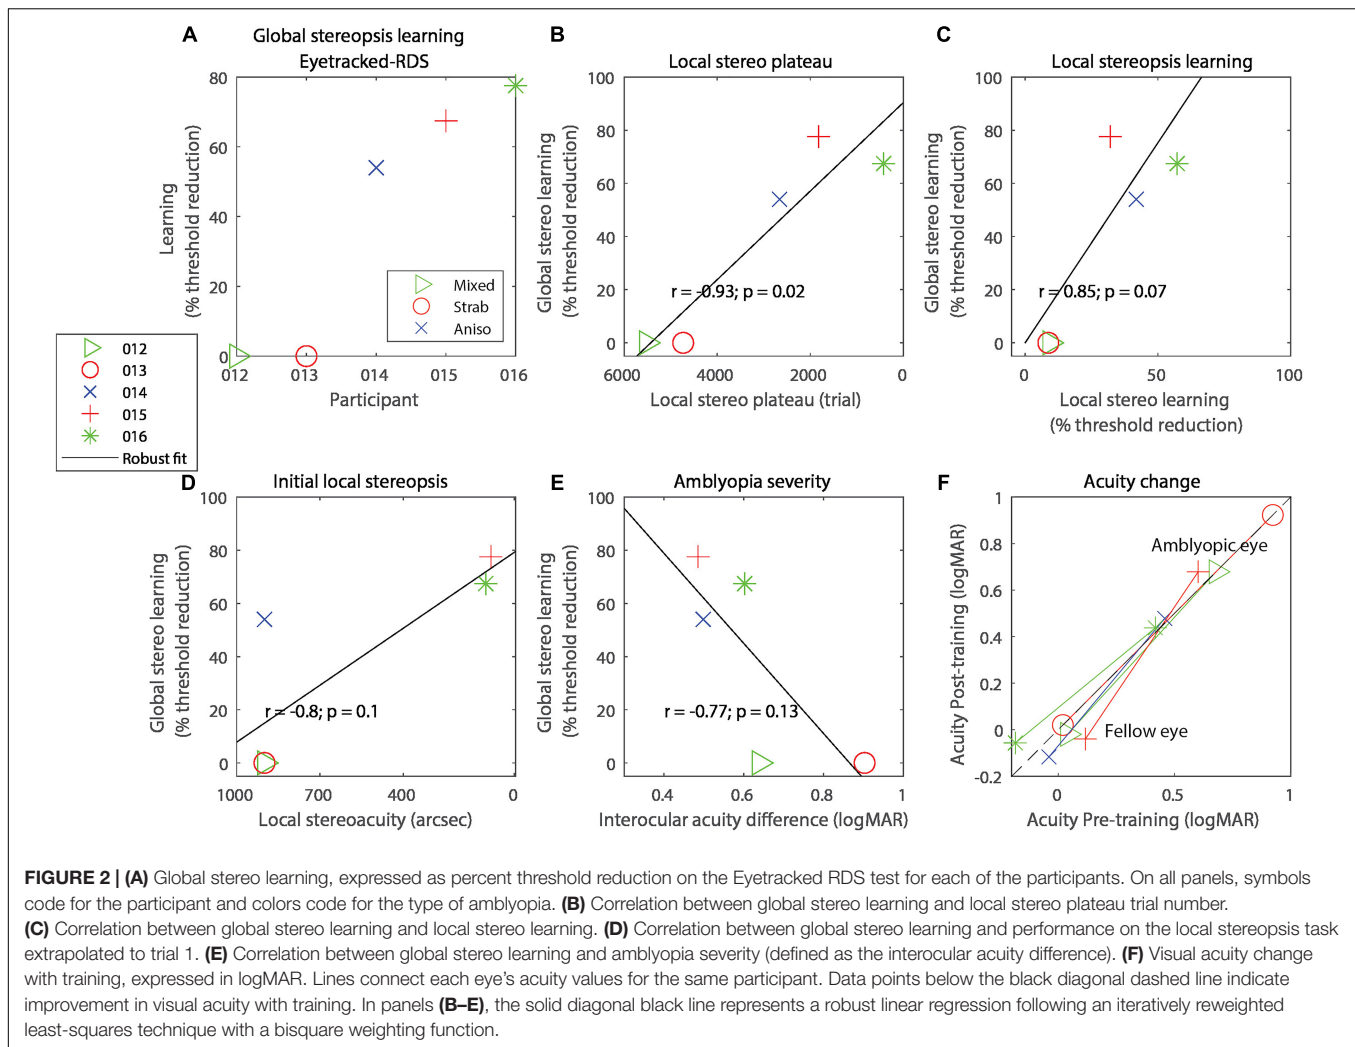 A
Global stereopsis learning
Eyetracked-RDS
80
60
40
20
0
Learning
(% threshold reduction)
012 013 014 015 016
Participant
Mixed
Strab
Aniso
012
013
014
015
016
Robust fit
B
Local stereo plateau
100
80
60
40
20
0
Global stereo learning
(% threshold reduction)
r = -0.93; p = 0.02
6000 4000 2000 0
Local stereo plateau (trial)
C
Local stereopsis learning
100
80
60
40
20
0
Global stereo learning
(% threshold reduction)
r = 0.85; p = 0.07
0 50 100
Local stereo learning
(% threshold reduction)
D
Initial local stereopsis
100
80
60
40
20
0
Global stereo learning
(% threshold reduction)
r = -0.8; p = 0.1
1000 700 400 0
Local stereoacuity (arcsec)
E
Amblyopia severity
100
80
60
40
20
0
Global stereo learning
(% threshold reduction)
r = -0.77; p = 0.13
0.4 0.6 0.8 1
Interocular acuity difference (logMAR)
F
Acuity change
1
0.8
0.6
0.4
0.2
0
-0.2
Acuity Post-training (logMAR)
Amblyopic eye
Fellow eye
0 0.5 1
Acuity Pre-training (logMAR)
FIGURE 2 | (A) Global stereo learning, expressed as percent threshold reduction on the Eyetracked RDS test for each of the participants. On all panels, symbols
code for the participant and colors code for the type of amblyopia. (B) Correlation between global stereo learning and local stereo plateau trial number.
(C) Correlation between global stereo learning and local stereo learning. (D) Correlation between global stereo learning and performance on the local stereopsis task
extrapolated to trial 1. (E) Correlation between global stereo learning and amblyopia severity (defined as the interocular acuity difference). (F) Visual acuity change
with training, expressed in logMAR. Lines connect each eye's acuity values for the same participant. Data points below the black diagonal dashed line indicate
improvement in visual acuity with training. In panels (B–E), the solid diagonal black line represents a robust linear regression following an iteratively reweighted
least-squares technique with a bisquare weighting function.